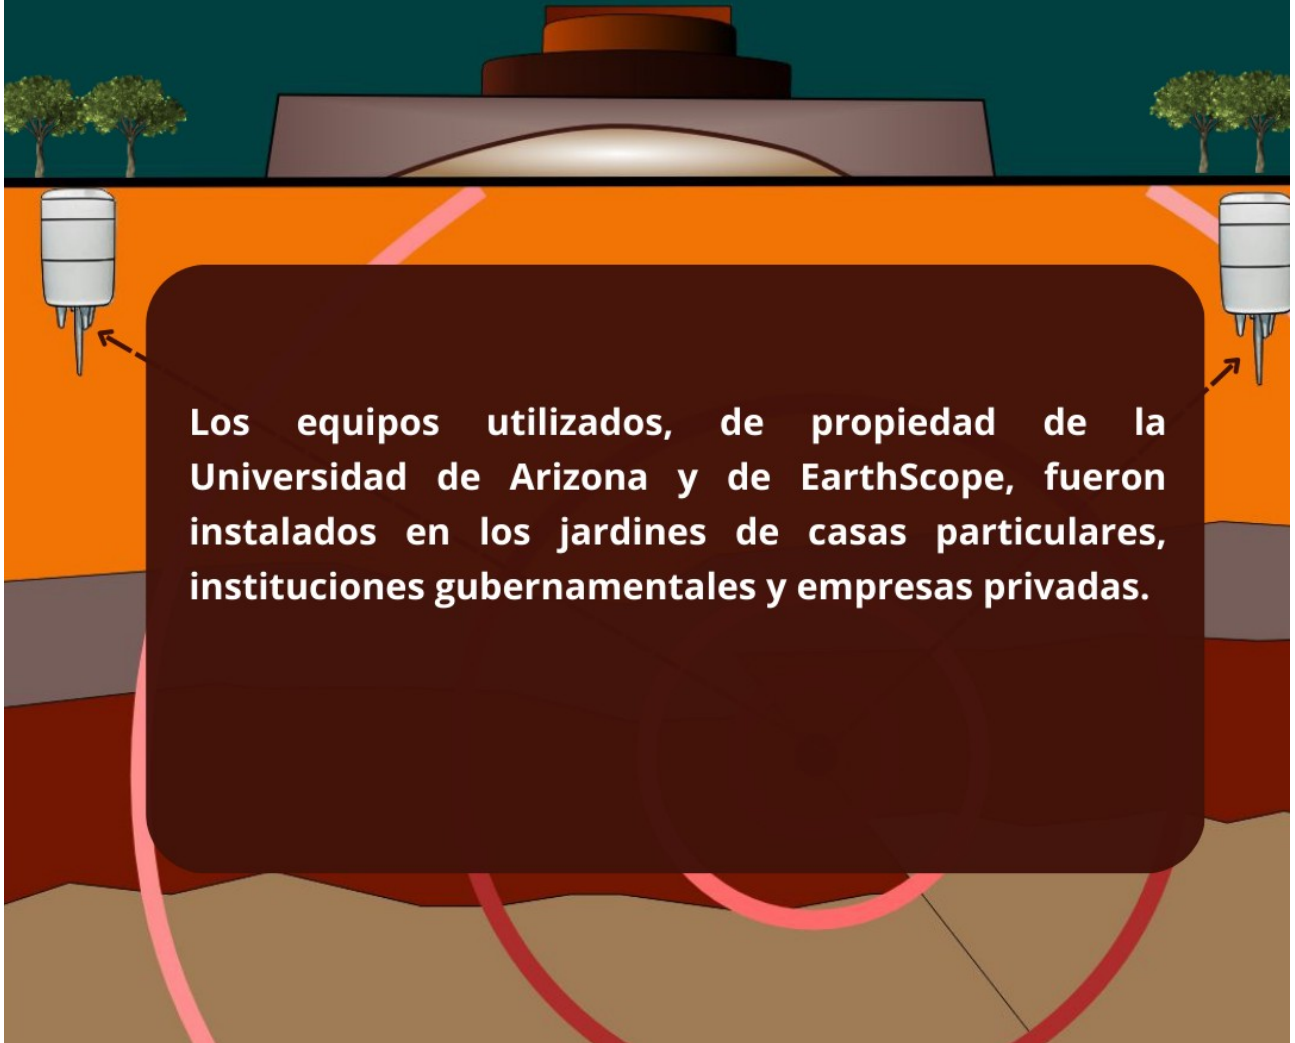 Los equipos utilizados, de propiedad de la
Universidad de Arizona y de EarthScope, fueron
instalados en los jardines de casas particulares,
instituciones gubernamentales y empresas privadas.